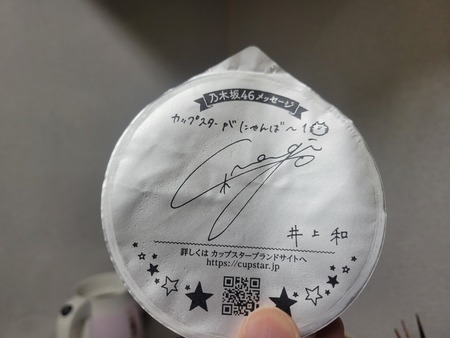 乃木坂46メッセージ
カップスターがにゃんば〜1
井上和
詳しくは カップスターブランドサイトへ
https://cupstar.jp